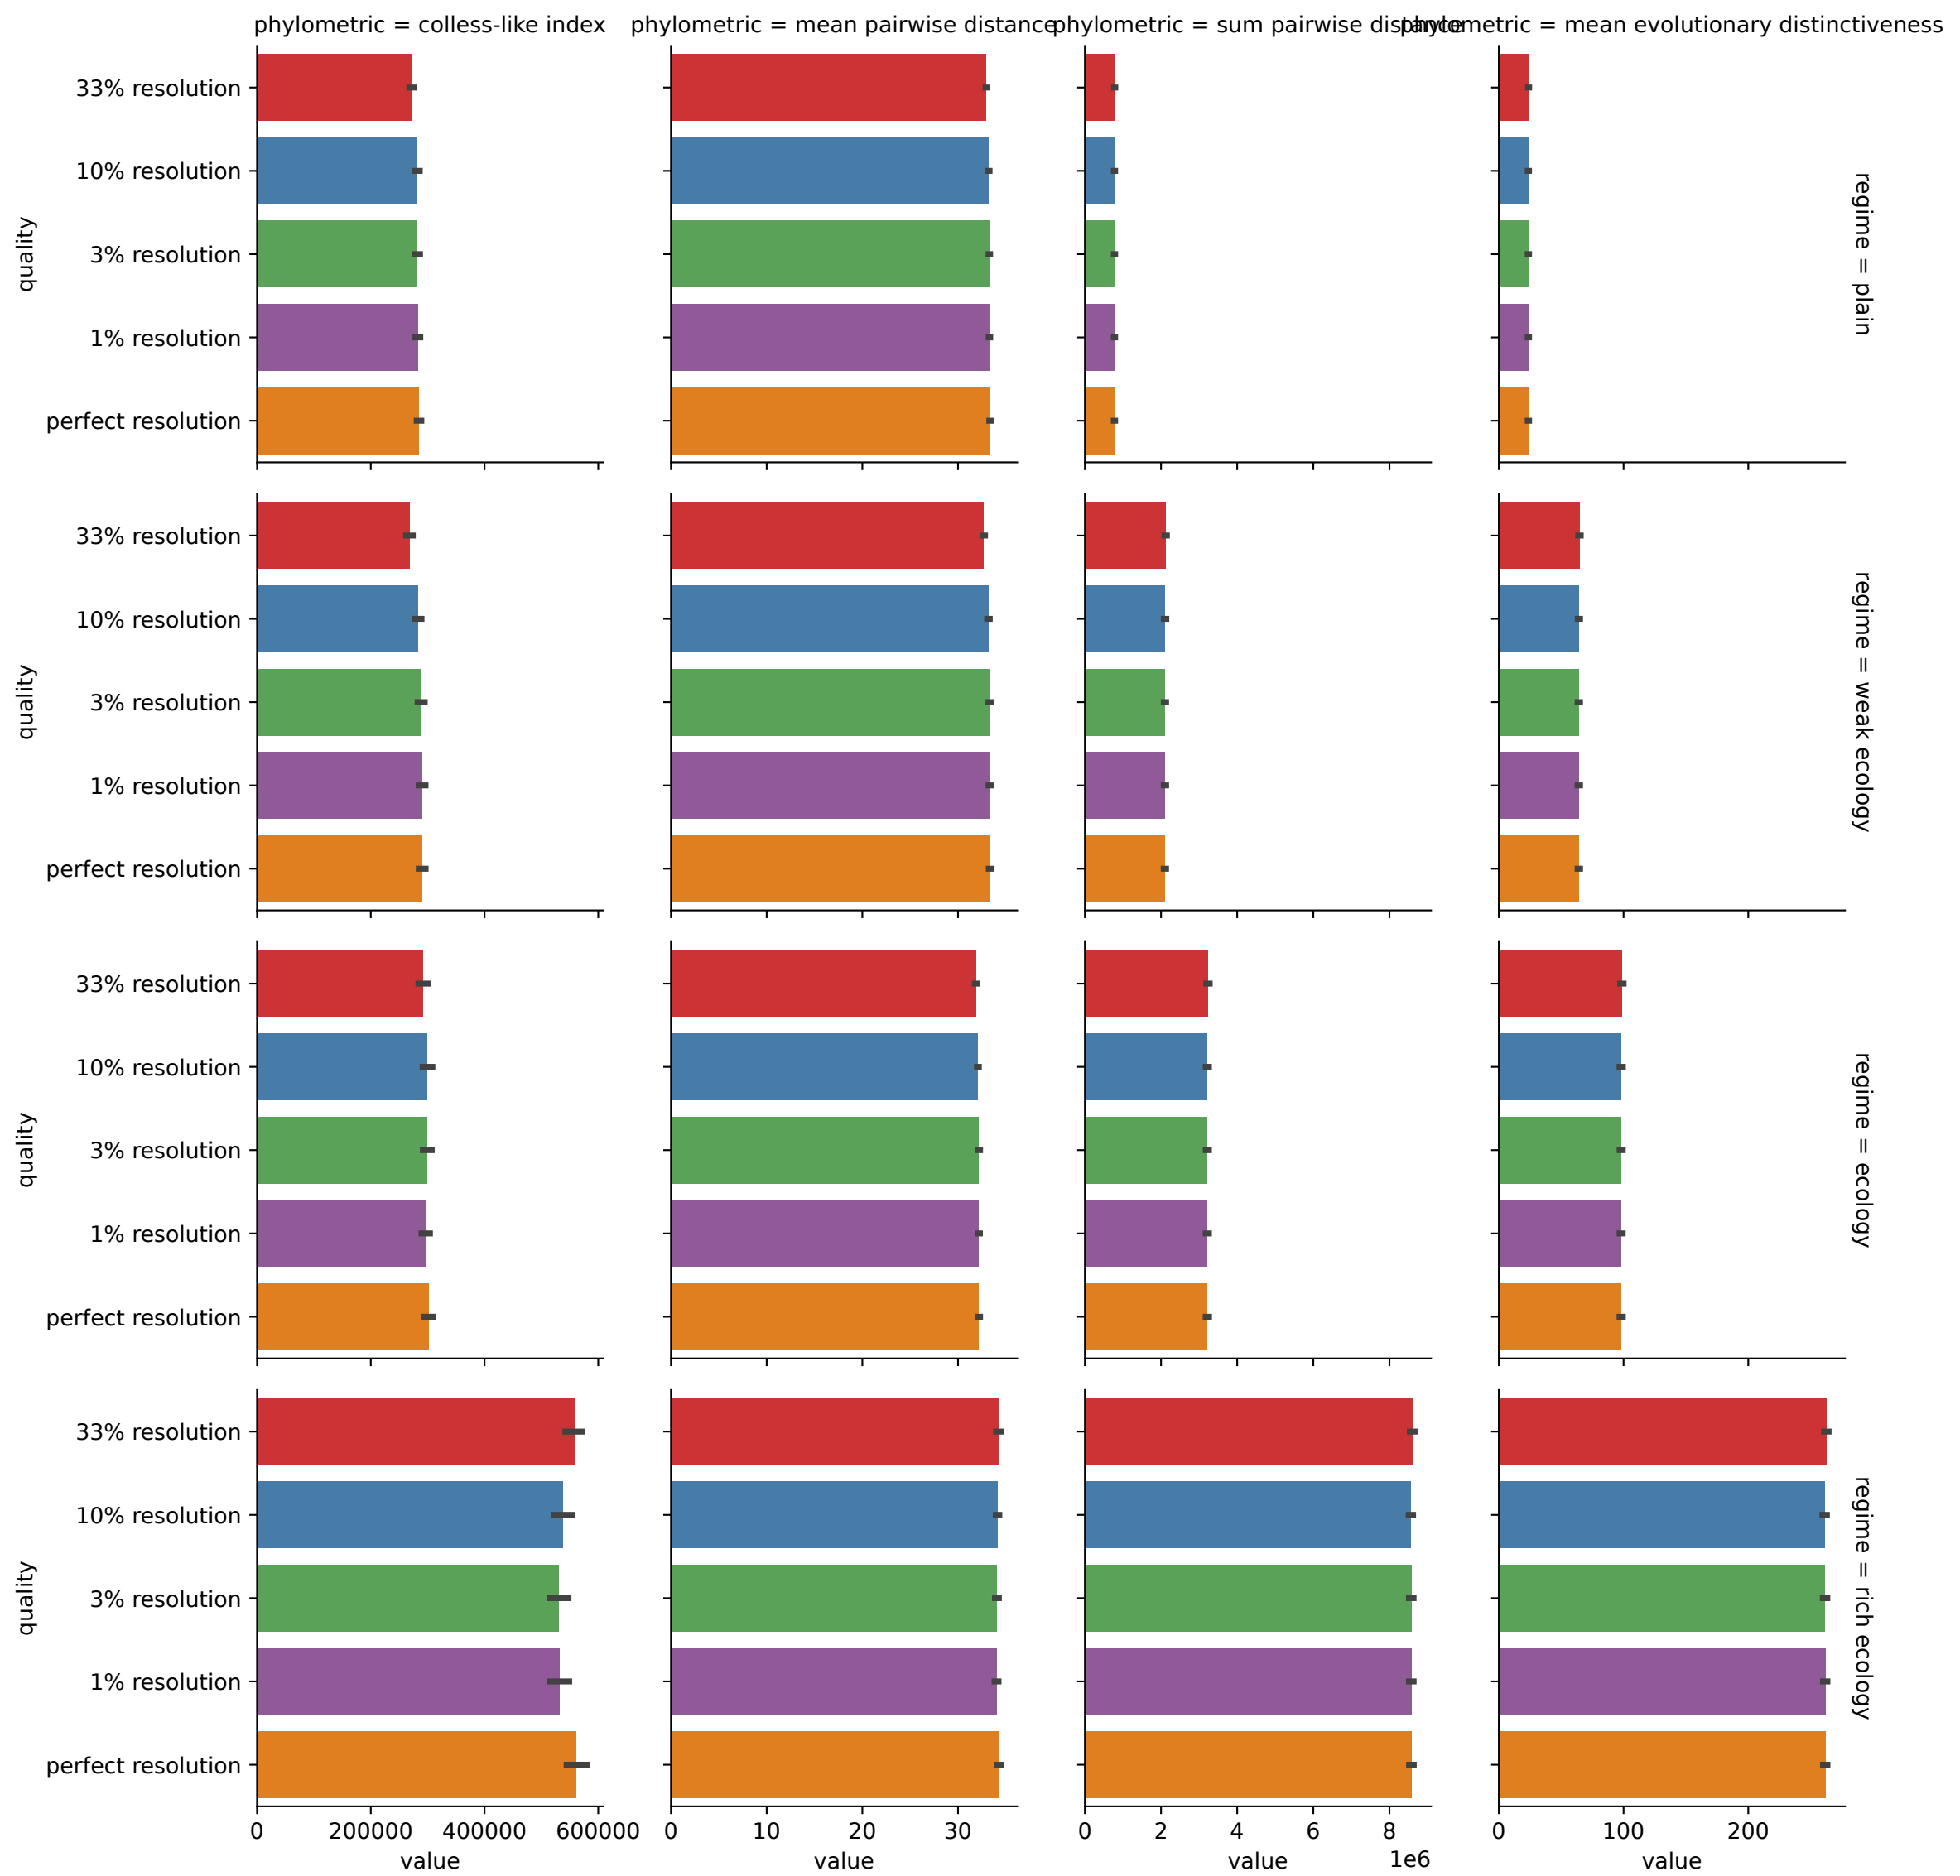 phylometric = colless-like index
phylometric = mean pairwise distance
phylometric = sum pairwise distance
phylometric = mean evolutionary distinctiveness
quality
33% resolution
10% resolution
3% resolution
1% resolution
perfect resolution
regime = plain
quality
33% resolution
10% resolution
3% resolution
1% resolution
perfect resolution
regime = weak ecology
quality
33% resolution
10% resolution
3% resolution
1% resolution
perfect resolution
regime = ecology
quality
33% resolution
10% resolution
3% resolution
1% resolution
perfect resolution
regime = rich ecology
0 200000 400000 600000
value
0 10 20 30
value
0 2 4 6 8
1e6
value
0 100 200
value